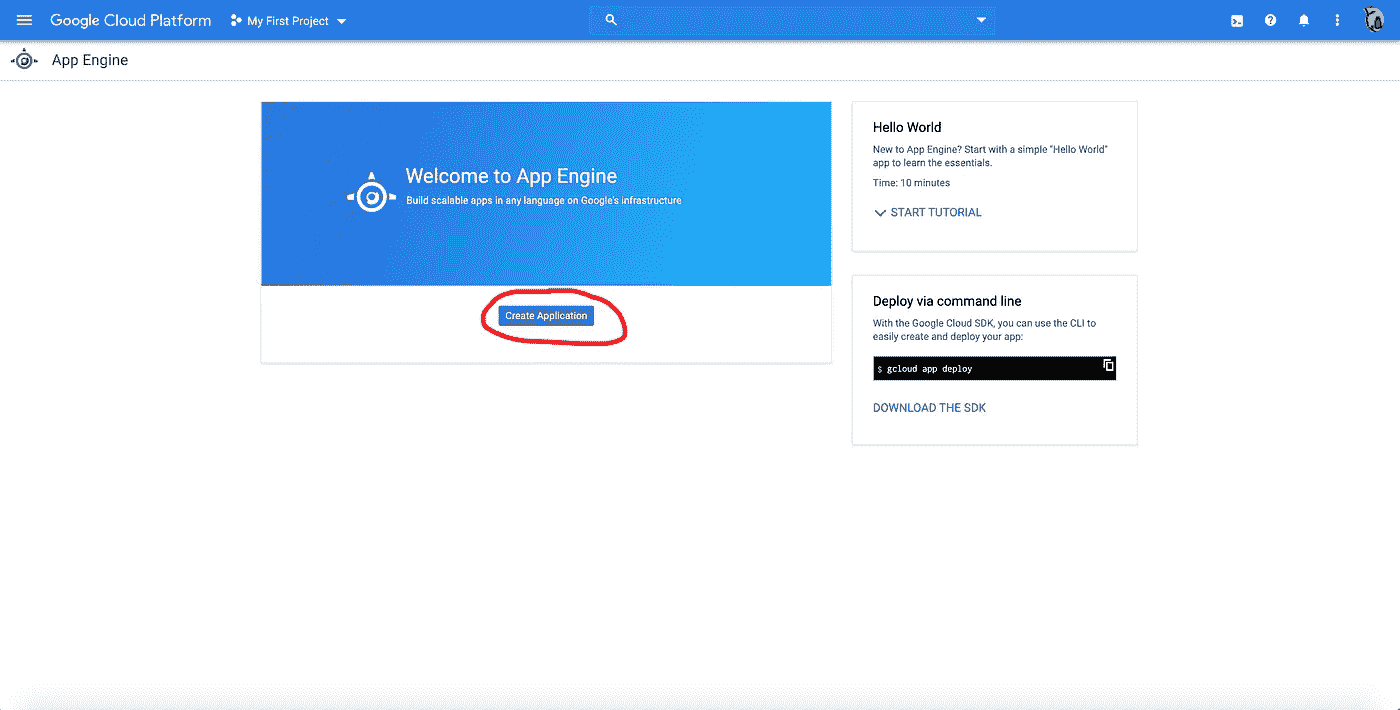 Google Cloud Platform
My First Project
App Engine
Welcome to App Engine
Build scalable apps in any language on Google's infrastructure
Create Application
Hello World
New to App Engine? Start with a simple "Hello World"
app to learn the essentials.
Time: 10 minutes
START TUTORIAL
Deploy via command line
With the Google Cloud SDK, you can use the CLI to
easily create and deploy your app:
$ gcloud app deploy
DOWNLOAD THE SDK